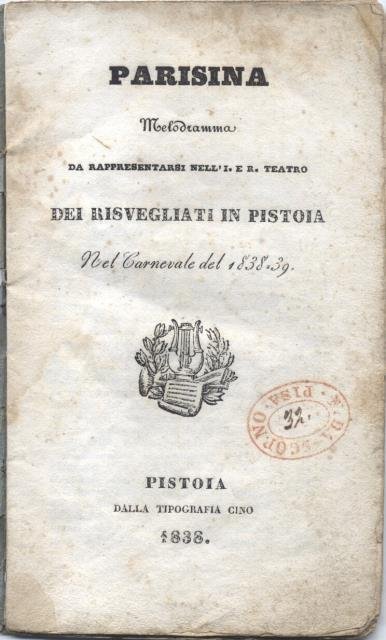 PARISINA
Melodramma
DA RAPPRESENTARSI NELL'I. E R. TEATRO
DEI RISVEGLIATI IN PISTOIA
Nel Carnevale del 1838-39.
32.
PISTOIA
DALLA TIPOGRAFIA CINO
1838.